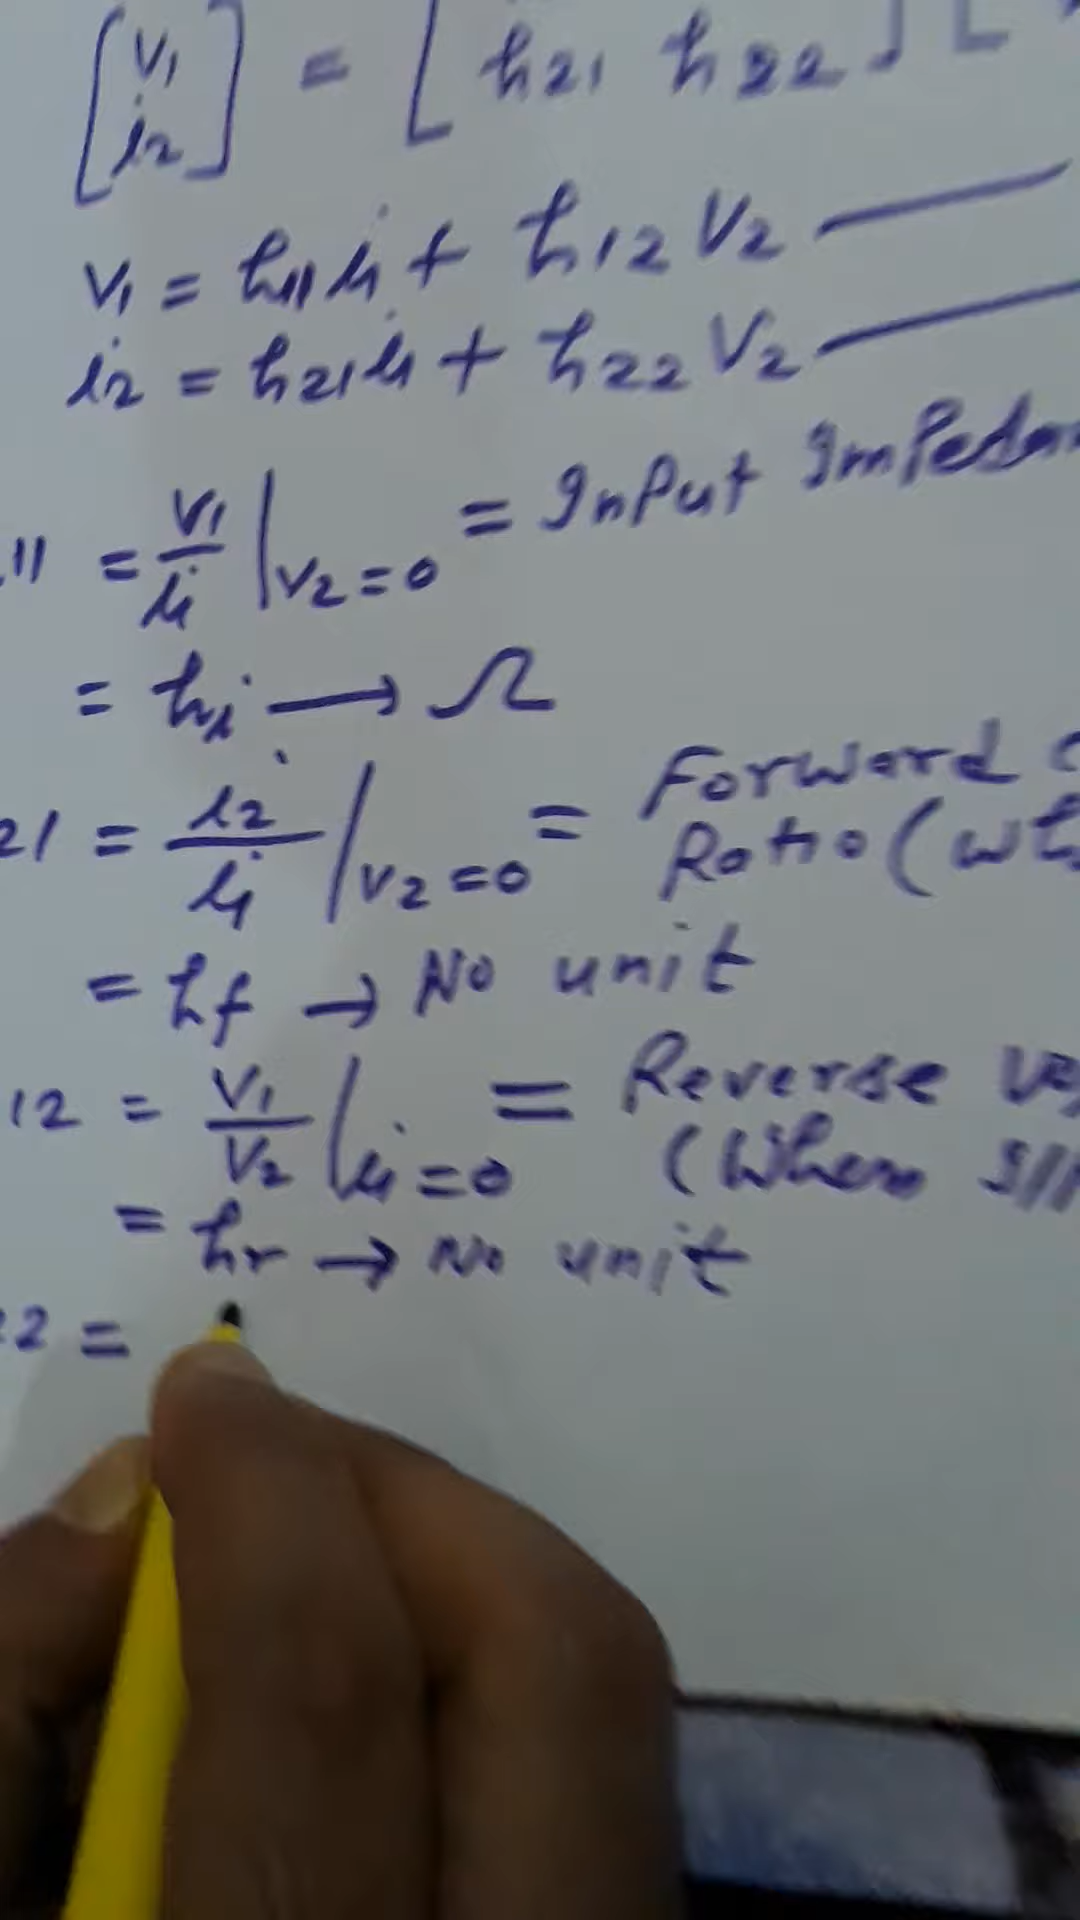 [V1 i2] = [h21 h22] [
V1 = h11 i1 + h12 V2
i2 = h21 i1 + h22 V2
11 = V1/i1 |V2=0 = Input
= hi → Ω
21 = i2/i1 |V2=0 = Forward
Ratio (
= hf → No unit
12 = V1/V2 |i1=0 = Reverse
(When
= hr → No unit
2 =